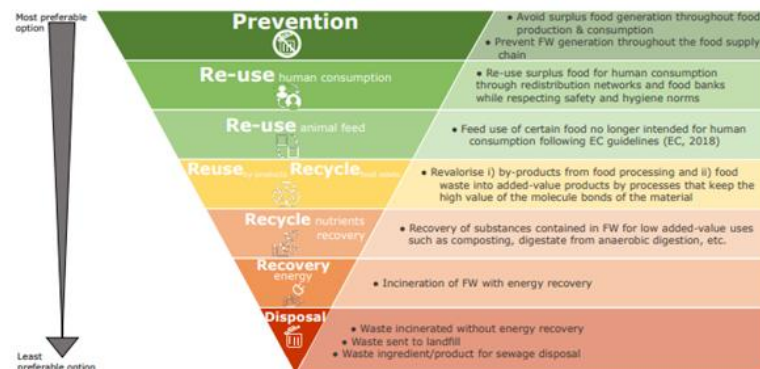 Most preferable
option
Prevention
● Avoid surplus food generation throughout food
production & consumption
● Prevent FW generation throughout the food supply
chain
Re-use human consumption
● Re-use surplus food for human consumption
through redistribution networks and food banks
while respecting safety and hygiene norms
Re-use animal feed
● Feed use of certain food no longer intended for human
consumption following EC guidelines (EC, 2018)
Reuse by-products Recycle food waste
● Revalorise i) by-products from food processing and ii) food
waste into added-value products by processes that keep the
high value of the molecule bonds of the material
Recycle nutrients
recovery
● Recovery of substances contained in FW for low added-value uses
such as composting, digestate from anaerobic digestion, etc.
Recovery
energy
● Incineration of FW with energy recovery
Disposal
● Waste incinerated without energy recovery
● Waste sent to landfill
● Waste ingredient/product for sewage disposal
Least
preferable option